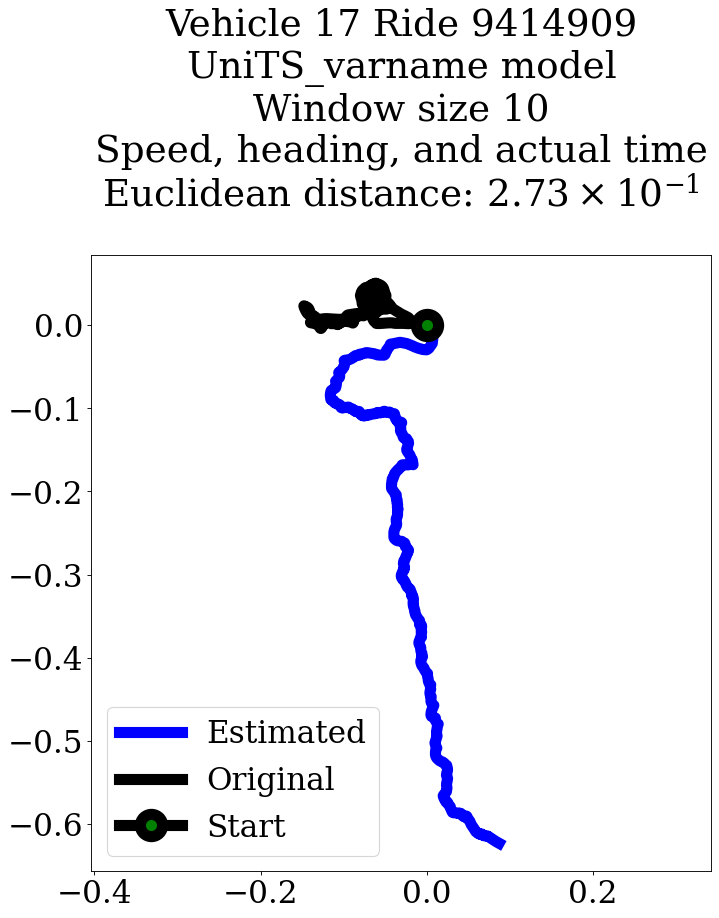 Vehicle 17 Ride 9414909
UniTS_varname model
Window size 10
Speed, heading, and actual time
Euclidean distance: 2.73 × 10⁻¹
0.0
−0.1
−0.2
−0.3
−0.4
−0.5
−0.6
Estimated
Original
Start
−0.4 −0.2 0.0 0.2